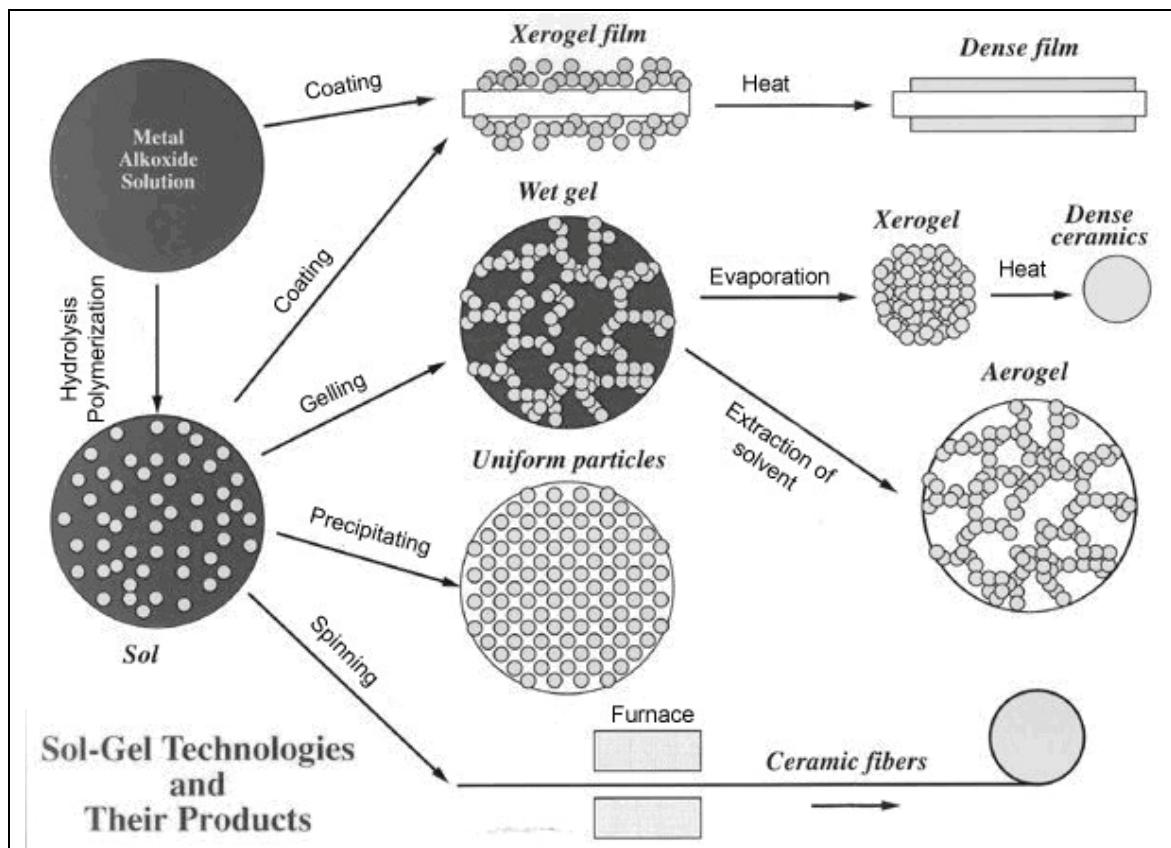 Xerogel film
Dense film
Coating
Heat
Metal
Alkoxide
Solution
Wet gel
Xerogel
Dense
ceramics
Coating
Evaporation
Heat
Hydrolysis
Polymerization
Gelling
Aerogel
Extraction of
solvent
Uniform particles
Precipitating
Sol
Spinning
Furnace
Sol-Gel Technologies
and
Their Products
Ceramic fibers